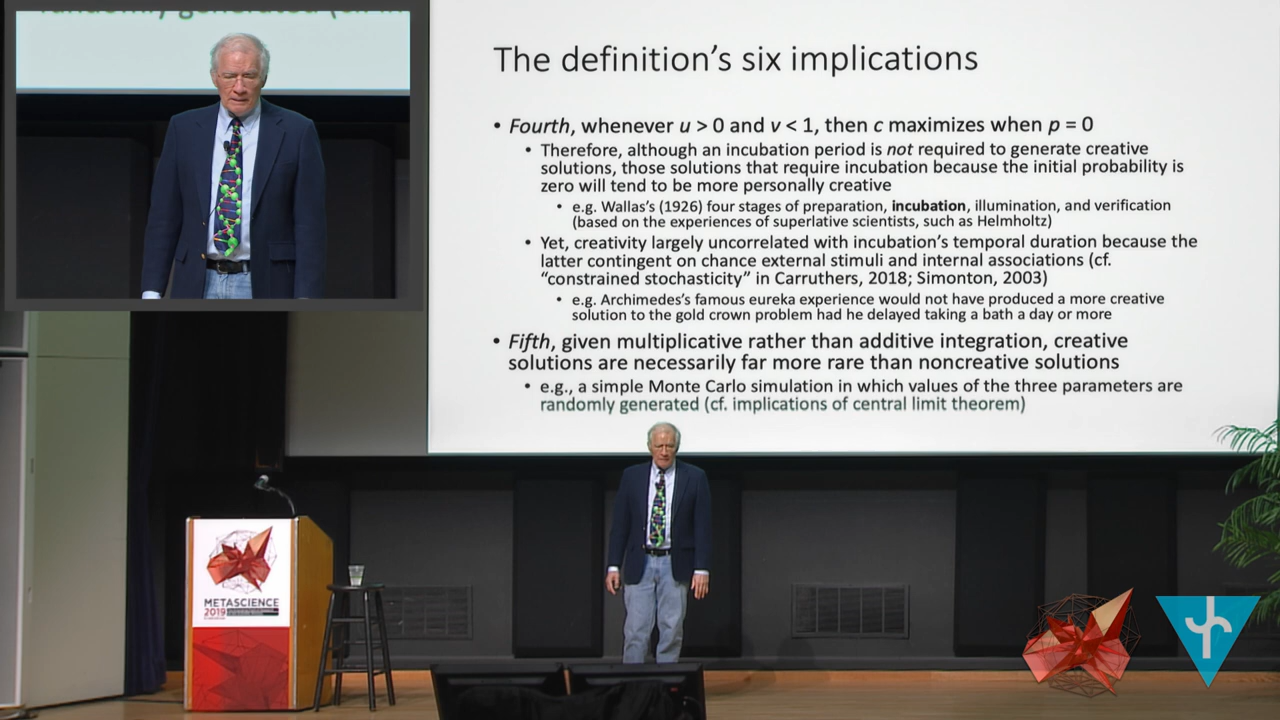 The definition's six implications
• Fourth, whenever u > 0 and v < 1, then c maximizes when p = 0
• Therefore, although an incubation period is not required to generate creative
solutions, those solutions that require incubation because the initial probability is
zero will tend to be more personally creative
• e.g. Wallas's (1926) four stages of preparation, incubation, illumination, and verification
(based on the experiences of superlative scientists, such as Helmholtz)
• Yet, creativity largely uncorrelated with incubation's temporal duration because the
latter contingent on chance external stimuli and internal associations (cf.
“constrained stochasticity” in Carruthers, 2018; Simonton, 2003)
• e.g. Archimedes's famous eureka experience would not have produced a more creative
solution to the gold crown problem had he delayed taking a bath a day or more
• Fifth, given multiplicative rather than additive integration, creative
solutions are necessarily far more rare than noncreative solutions
• e.g., a simple Monte Carlo simulation in which values of the three parameters are
randomly generated (cf. implications of central limit theorem)
METASCIENCE
2019